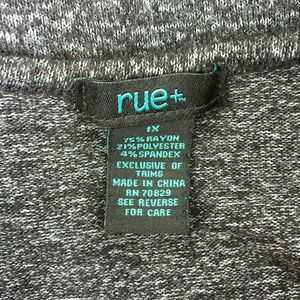 rue+™
1X
75% RAYON
21% POLYESTER
4% SPANDEX
EXCLUSIVE OF
TRIMS
MADE IN CHINA
RN 70829
SEE REVERSE
FOR CARE